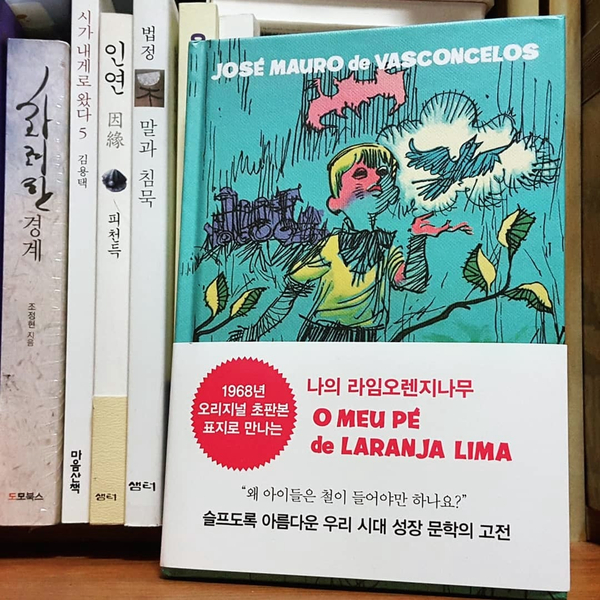 화려한
경계
조정현
지음
도모북스
시가 내게로 왔다 5
김용택
마음산책
인연
因緣
피천득
샘터
법정
말과 침묵
샘터
JOSÉ MAURO de VASCONCELOS
1968년
오리지널 초판본
표지로 만나는
나의 라임오렌지나무
O MEU PÉ
de LARANJA LIMA
“왜 아이들은 철이 들어야만 하나요?”
슬프도록 아름다운 우리 시대 성장 문학의 고전